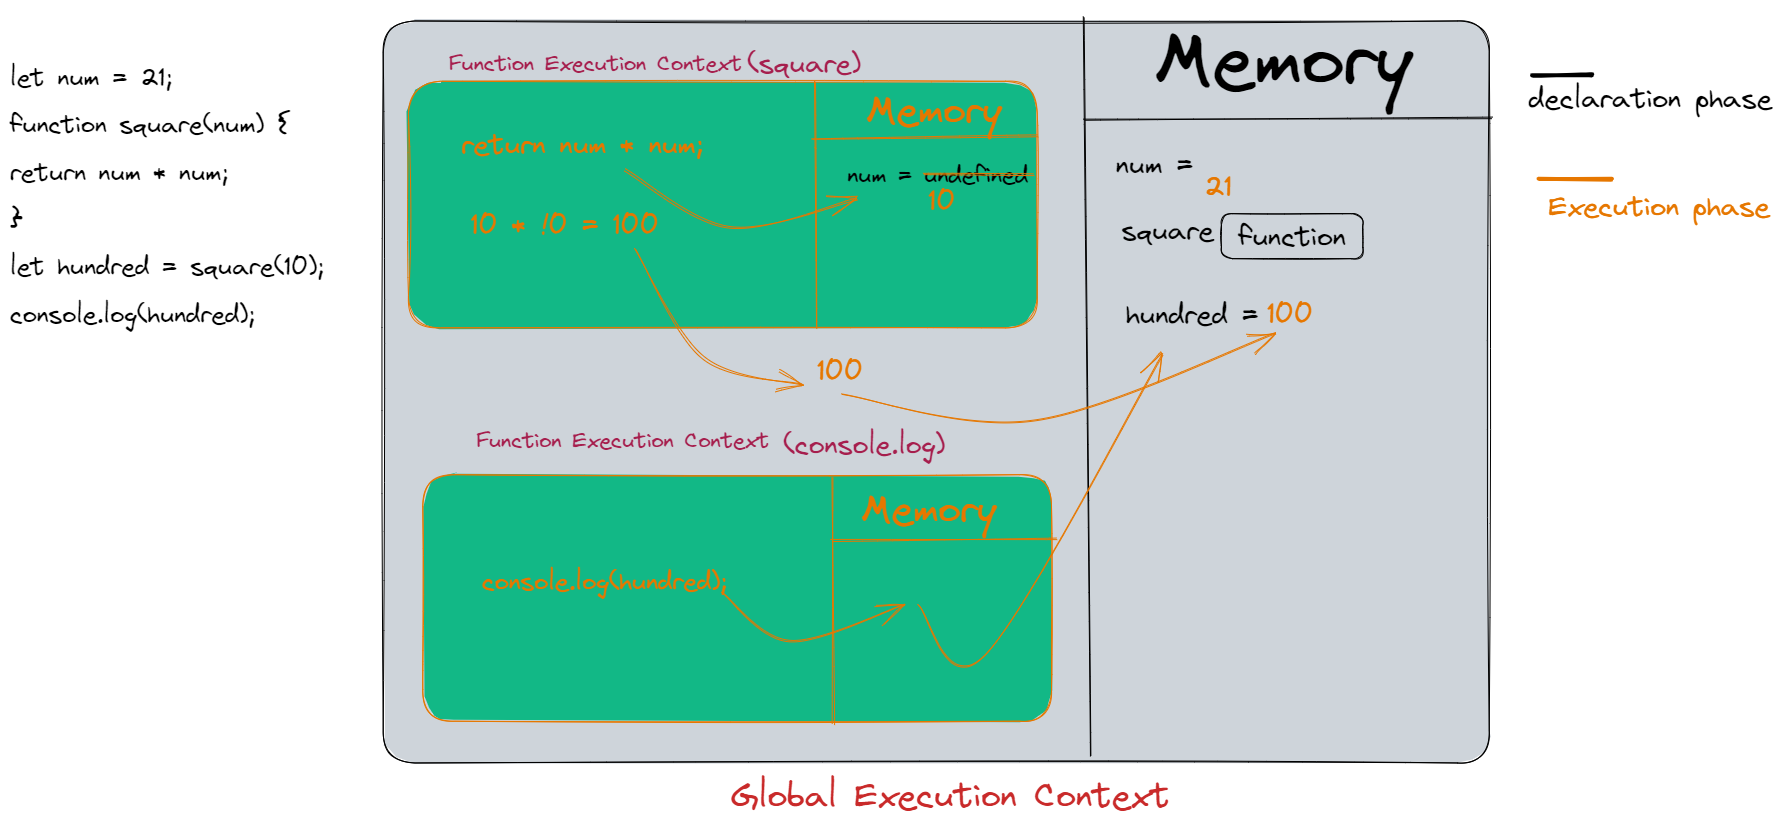 let num = 21;
function square(num) {
return num * num;
}
let hundred = square(10);
console.log(hundred);
Function Execution Context (square)
Memory
return num * num;
num = undefined
10
10 * !0 = 100
100
Function Execution Context (console.log)
Memory
console.log(hundred);
Memory
num =
21
square function
hundred = 100
declaration phase
Execution phase
Global Execution Context